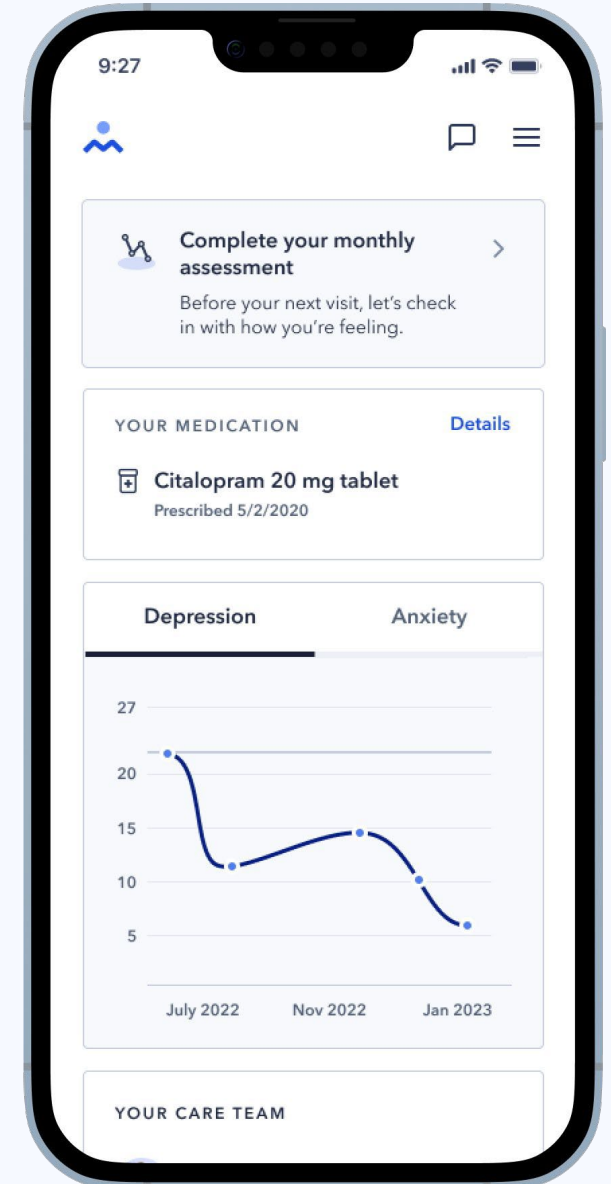 9:27
Complete your monthly
assessment
Before your next visit, let's check
in with how you're feeling.
YOUR MEDICATION
Details
Citalopram 20 mg tablet
Prescribed 5/2/2020
Depression
Anxiety
27
20
15
10
5
July 2022
Nov 2022
Jan 2023
YOUR CARE TEAM